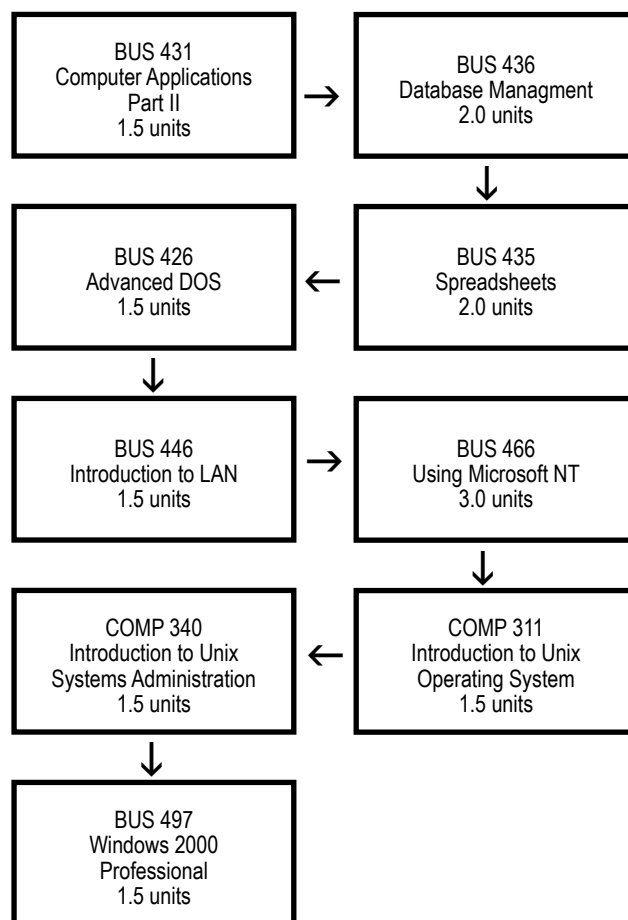 BUS 431
Computer Applications
Part II
1.5 units
BUS 436
Database Managment
2.0 units
BUS 435
Spreadsheets
2.0 units
BUS 426
Advanced DOS
1.5 units
BUS 446
Introduction to LAN
1.5 units
BUS 466
Using Microsoft NT
3.0 units
COMP 311
Introduction to Unix
Operating System
1.5 units
COMP 340
Introduction to Unix
Systems Administration
1.5 units
BUS 497
Windows 2000
Professional
1.5 units